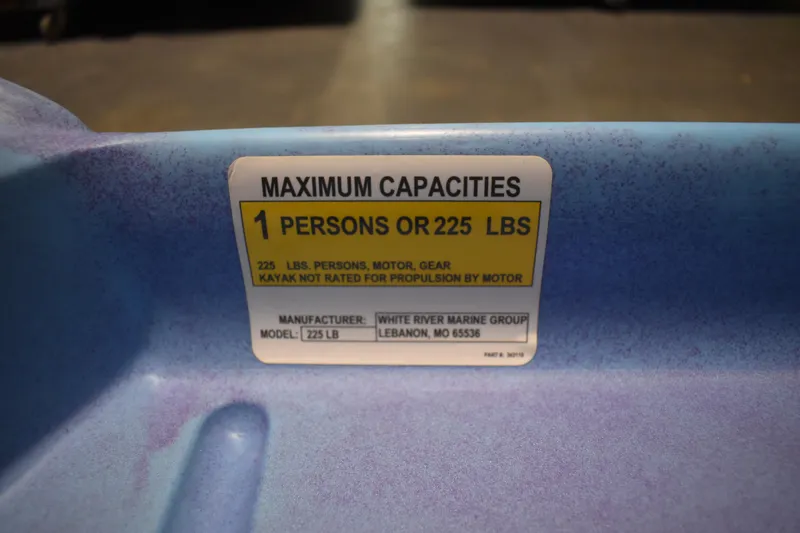 MAXIMUM CAPACITIES
1 PERSONS OR 225 LBS
225 LBS. PERSONS, MOTOR, GEAR
KAYAK NOT RATED FOR PROPULSION BY MOTOR
MANUFACTURER: WHITE RIVER MARINE GROUP
MODEL: 225 LB LEBANON, MO 65536
PART #: